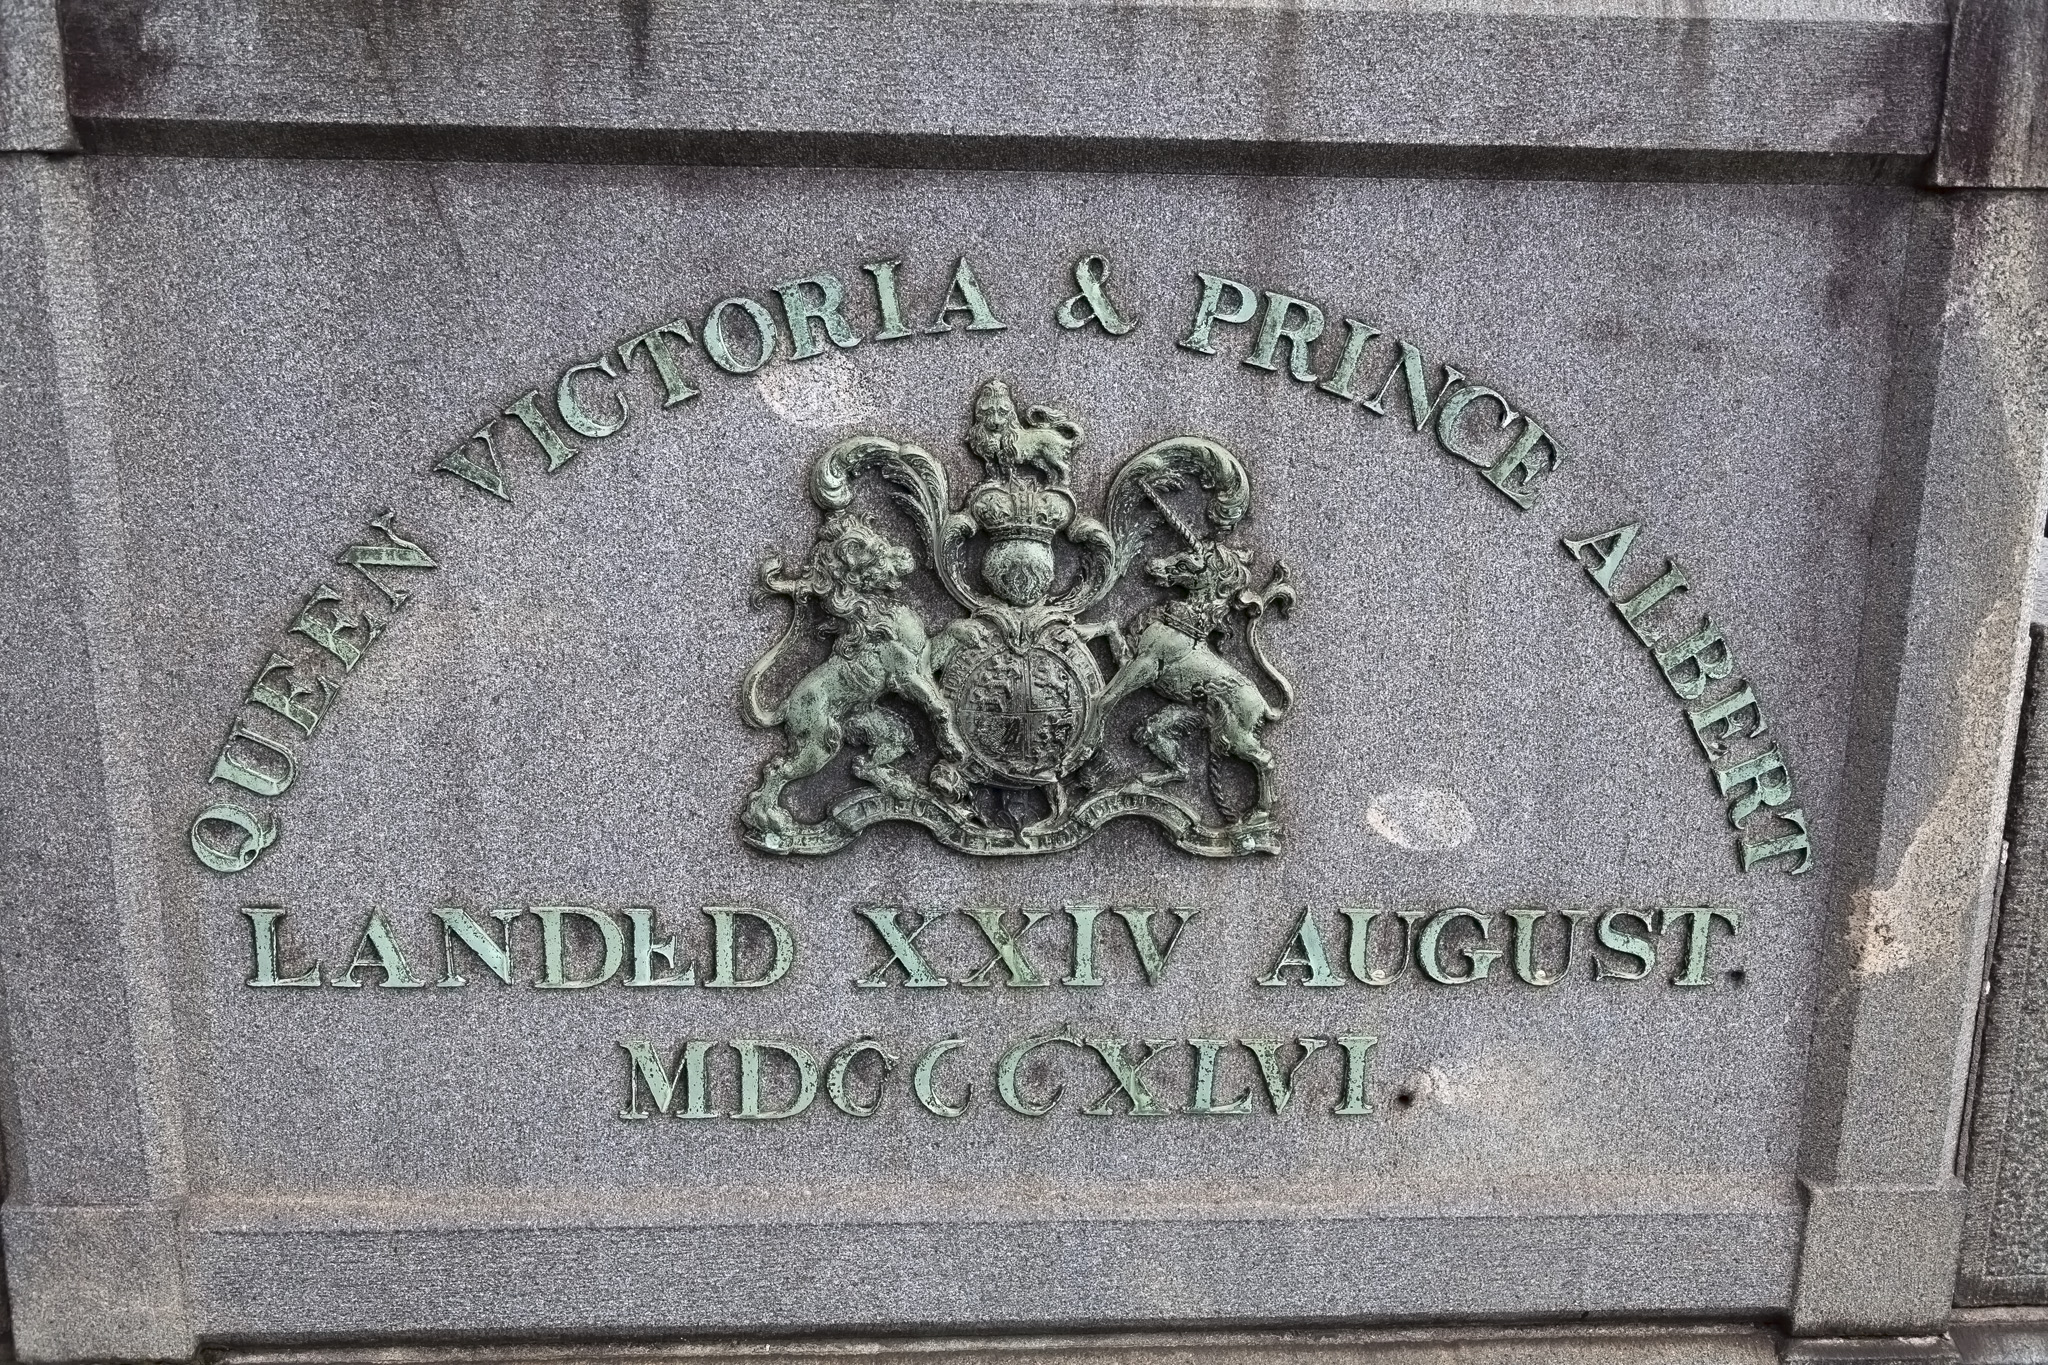 QUEEN VICTORIA & PRINCE ALBERT
LANDED XXIV AUGUST.
MDCCCXLVI